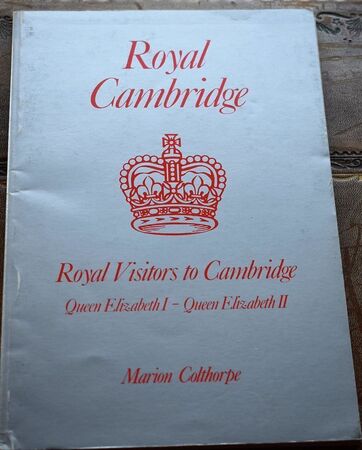 Royal
Cambridge
Royal Visitors to Cambridge
Queen Elizabeth I - Queen Elizabeth II
Marion Colthorpe